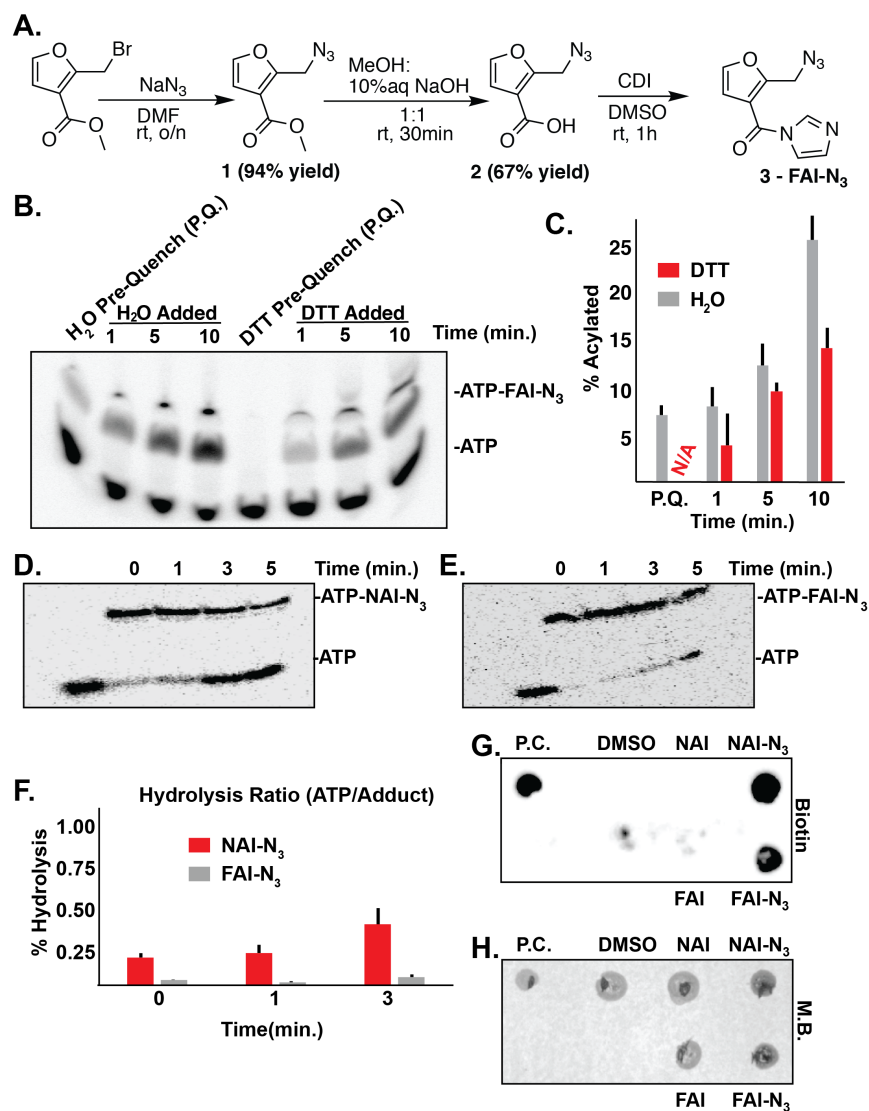 A.
O
Br
O
O
NaN3
DMF
rt, o/n
O
N3
O
O
1 (94% yield)
MeOH:
10%aq NaOH
1:1
rt, 30min
O
N3
O
OH
2 (67% yield)
CDI
DMSO
rt, 1h
O
N3
O
N
N
3 - FAI-N3
B.
H2O Pre-Quench (P.Q.)
H2O Added
1 5 10
DTT Pre-Quench (P.Q.)
DTT Added
1 5 10
Time (min.)
-ATP-FAI-N3
-ATP
C.
% Acylated
25
20
15
10
5
DTT
H2O
N/A
P.Q. 1 5 10
Time (min.)
D.
0 1 3 5 Time (min.)
-ATP-NAI-N3
-ATP
E.
0 1 3 5 Time (min.)
-ATP-FAI-N3
-ATP
F.
Hydrolysis Ratio (ATP/Adduct)
% Hydrolysis
1.00
0.75
0.50
0.25
NAI-N3
FAI-N3
0 1 3
Time(min.)
G.
P.C. DMSO NAI NAI-N3
Biotin
FAI FAI-N3
H.
P.C. DMSO NAI NAI-N3
M.B.
FAI FAI-N3